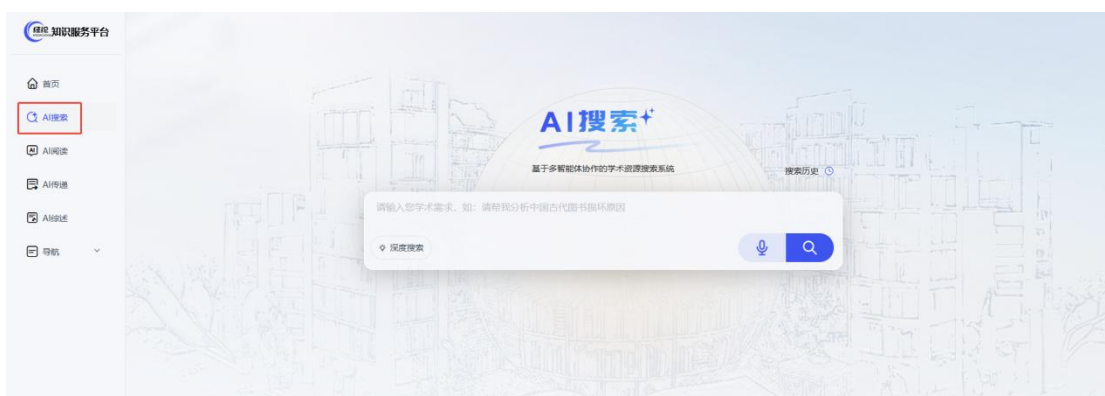 知识服务平台
首页
AI搜索
AI阅读
AI传递
AI综述
导航
AI搜索
基于多智能体协作的学术资源搜索系统
搜索历史
请输入您学术需求，如：请帮我分析中国古代图书损坏原因
深度搜索